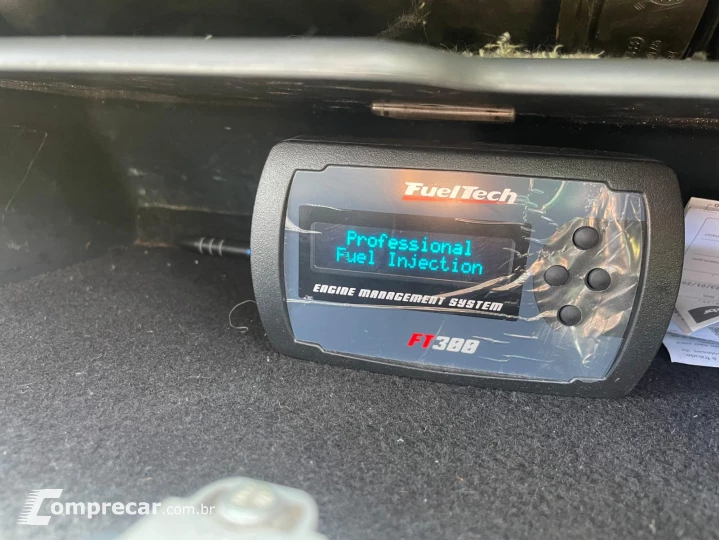 FuelTech
Professional
Fuel Injection
ENGINE MANAGEMENT SYSTEM
FT300
Comprecar.com.br